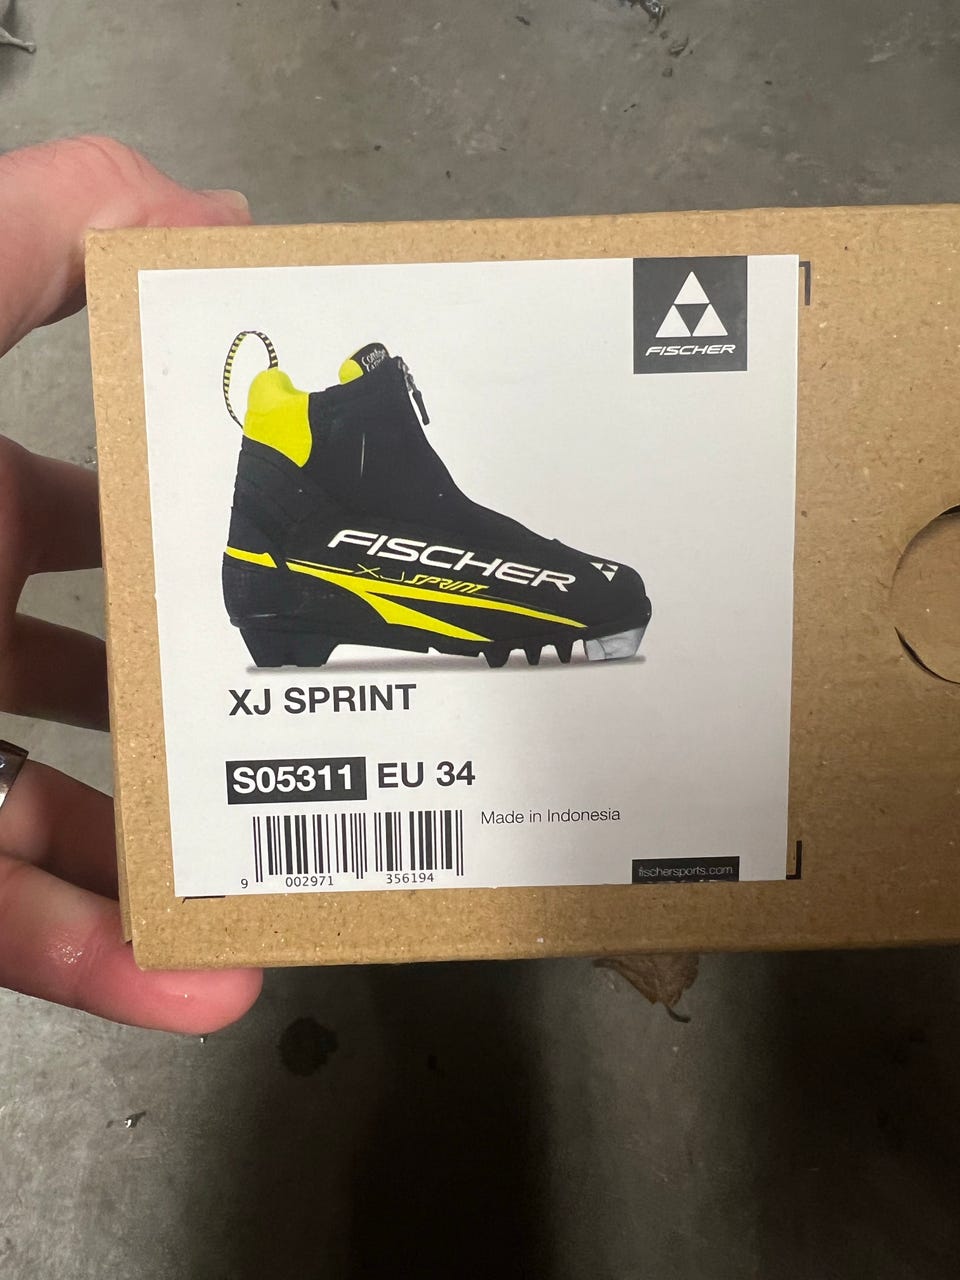 FISCHER
FISCHER
XJ SPRINT
XJ SPRINT
S05311 EU 34
Made in Indonesia
9 002971 356194
fischersports.com